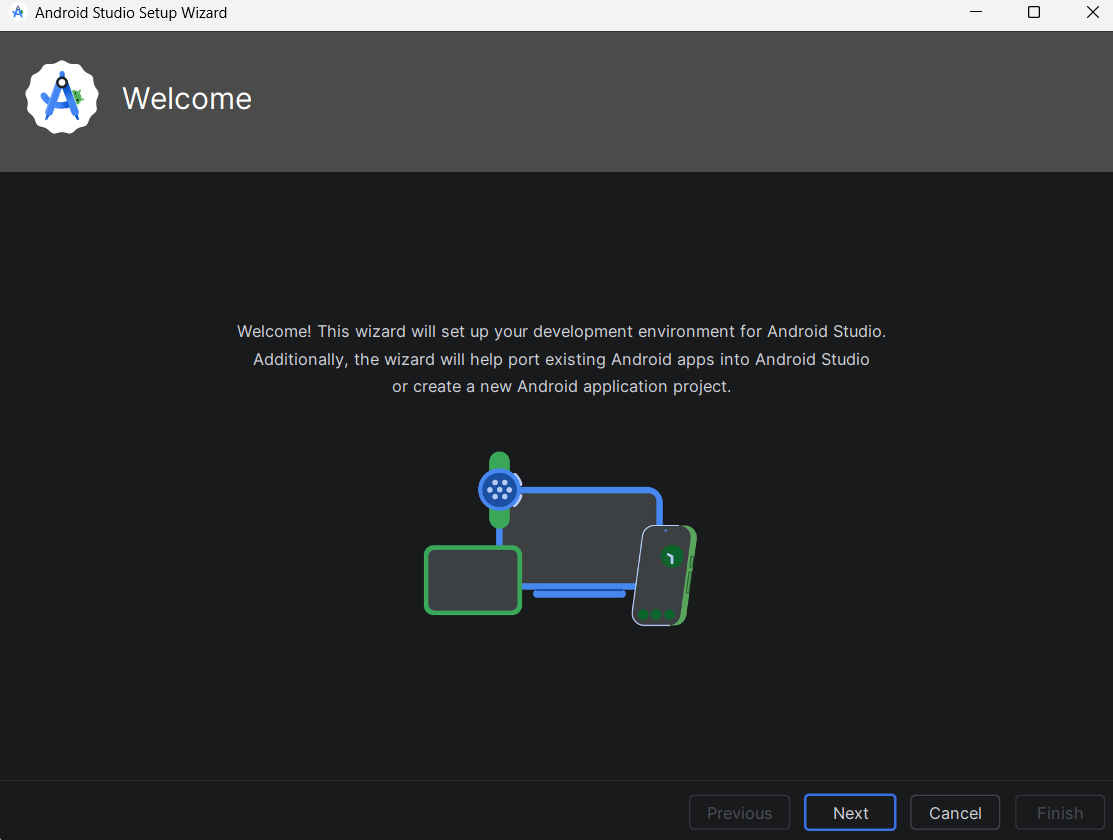 Android Studio Setup Wizard
Welcome
Welcome! This wizard will set up your development environment for Android Studio.
Additionally, the wizard will help port existing Android apps into Android Studio
or create a new Android application project.
Previous
Next
Cancel
Finish